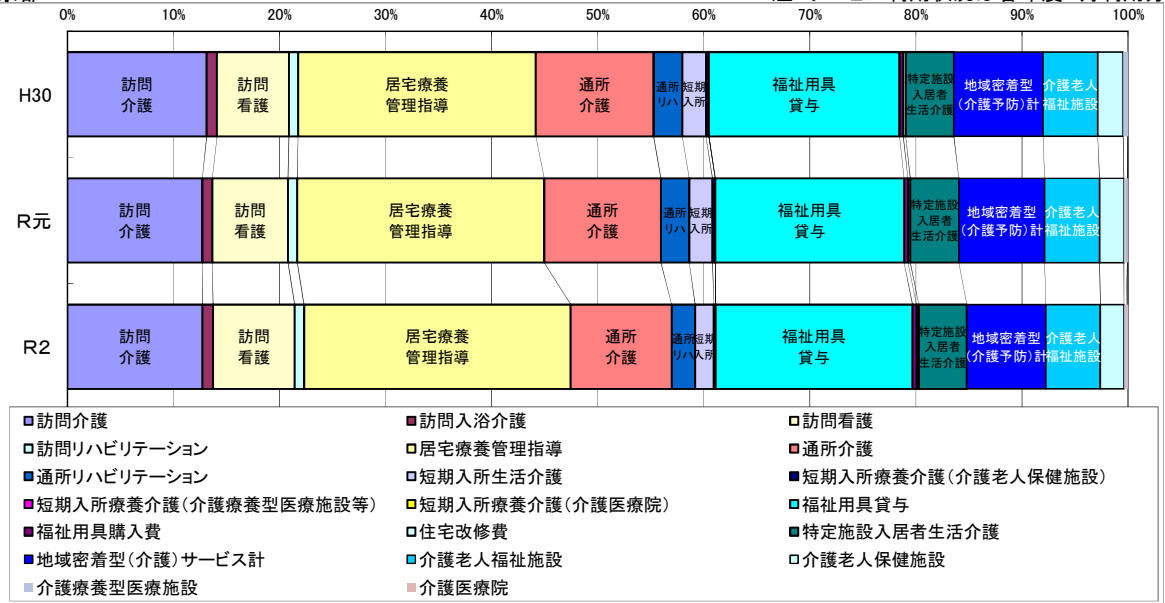 0% 10% 20% 30% 40% 50% 60% 70% 80% 90% 100%
H30
訪問
介護
訪問
看護
居宅療養
管理指導
通所
介護
通所
リハ
短期
入所
福祉用具
貸与
特定施設
入居者
生活介護
地域密着型
(介護予防)計
介護老人
福祉施設
R元
訪問
介護
訪問
看護
居宅療養
管理指導
通所
介護
通所
リハ
短期
入所
福祉用具
貸与
特定施設
入居者
生活介護
地域密着型
(介護予防)計
介護老人
福祉施設
R2
訪問
介護
訪問
看護
居宅療養
管理指導
通所
介護
通所
リハ
短期
入所
福祉用具
貸与
特定施設
入居者
生活介護
地域密着型
(介護予防)計
介護老人
福祉施設
訪問介護 訪問入浴介護 訪問看護
訪問リハビリテーション 居宅療養管理指導 通所介護
通所リハビリテーション 短期入所生活介護 短期入所療養介護(介護老人保健施設)
短期入所療養介護(介護療養型医療施設等) 短期入所療養介護(介護医療院) 福祉用具貸与
福祉用具購入費 住宅改修費 特定施設入居者生活介護
地域密着型(介護)サービス計 介護老人福祉施設 介護老人保健施設
介護療養型医療施設 介護医療院